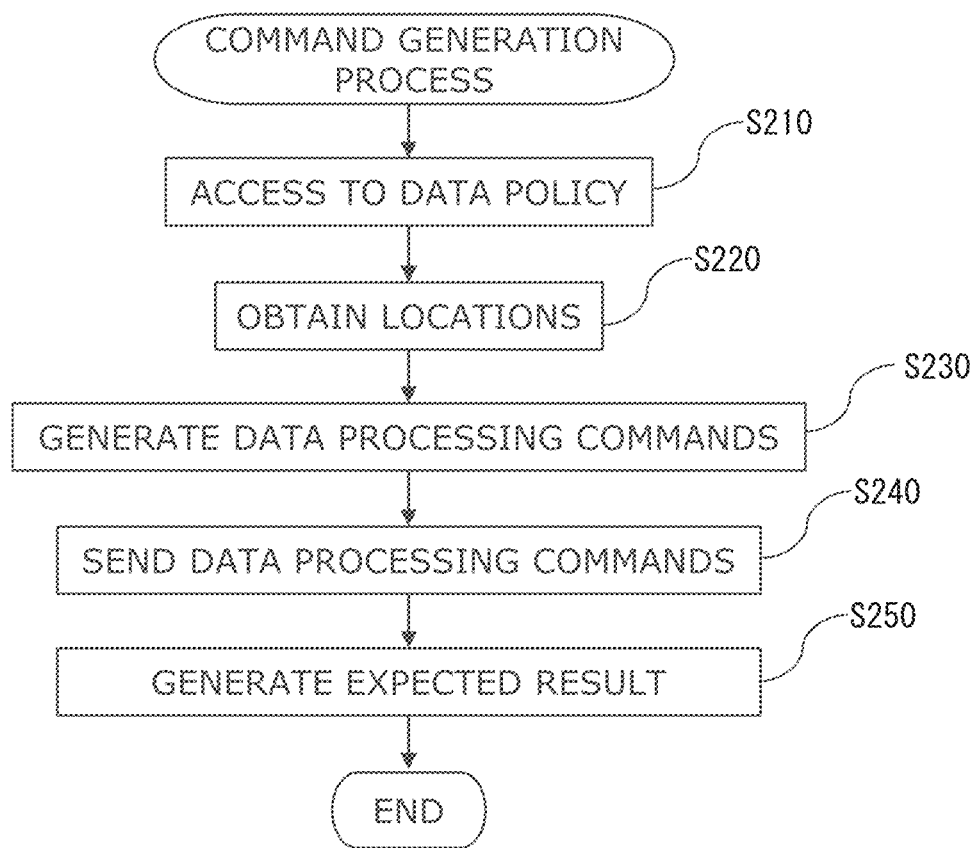 COMMAND GENERATION
PROCESS
S210
ACCESS TO DATA POLICY
S220
OBTAIN LOCATIONS
S230
GENERATE DATA PROCESSING COMMANDS
S240
SEND DATA PROCESSING COMMANDS
S250
GENERATE EXPECTED RESULT
END